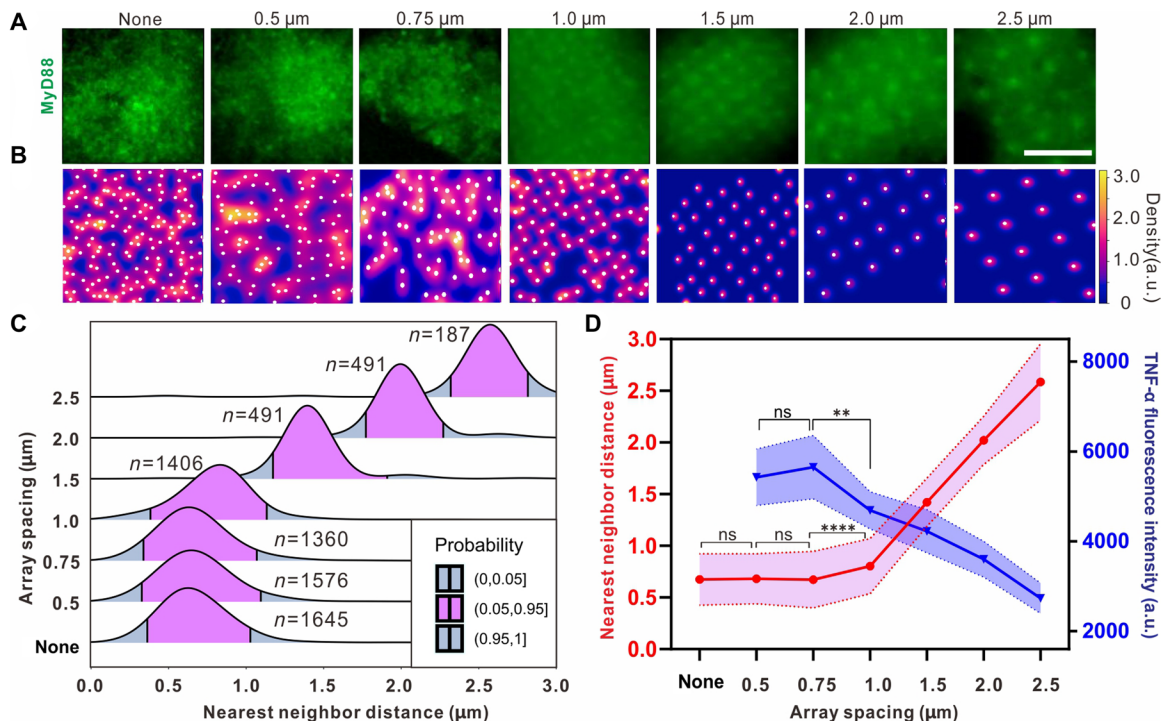 A
None
0.5 μm
0.75 μm
1.0 μm
1.5 μm
2.0 μm
2.5 μm
MyD88
B
3.0
2.0
1.0
0
Density(a.u.)
C
n=187
n=491
n=491
n=1406
n=1360
n=1576
n=1645
2.5
2.0
1.5
1.0
0.75
0.5
None
Array spacing (μm)
Probability
(0,0.05]
(0.05,0.95]
(0.95,1]
0.0 0.5 1.0 1.5 2.0 2.5 3.0
Nearest neighbor distance (μm)
D
3.0
2.5
2.0
1.5
1.0
0.5
0.0
Nearest neighbor distance (μm)
ns
**
ns
ns
****
8000
6000
4000
2000
TNF-α fluorescence intensity (a.u.)
None 0.5 0.75 1.0 1.5 2.0 2.5
Array spacing (μm)